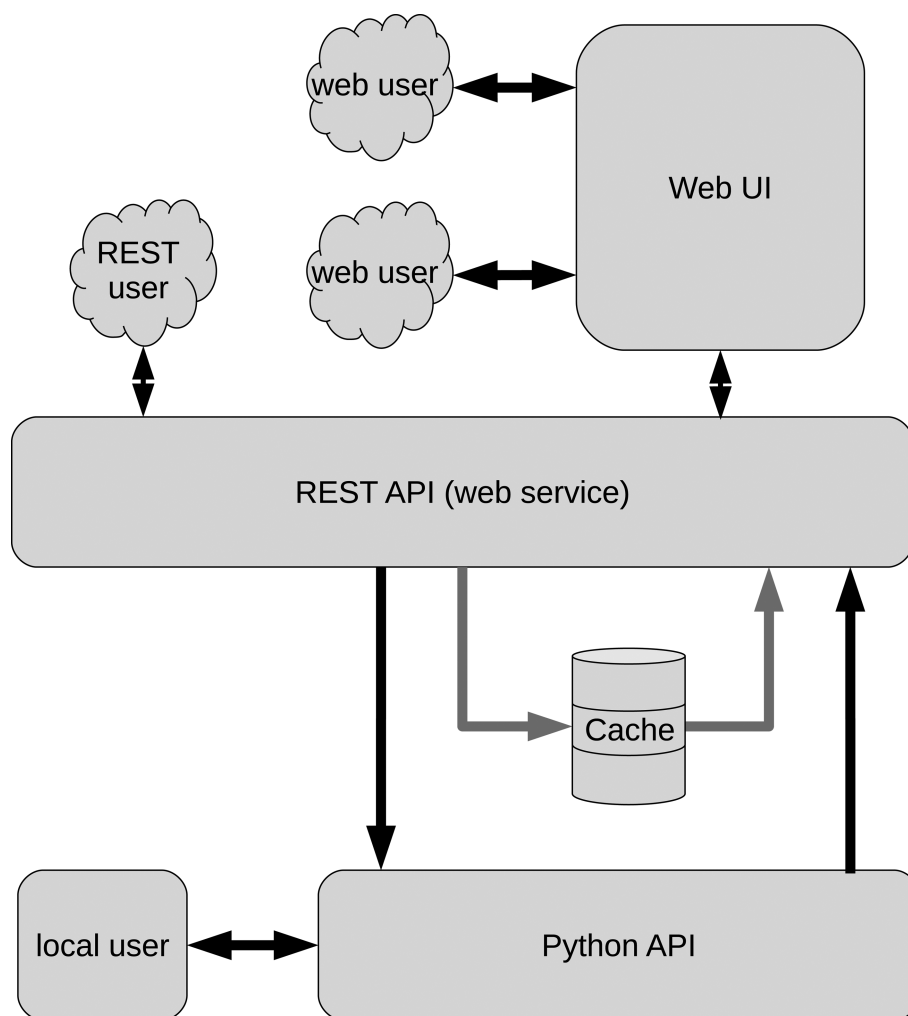 web user
Web UI
REST
user
web user
REST API (web service)
Cache
local user
Python API